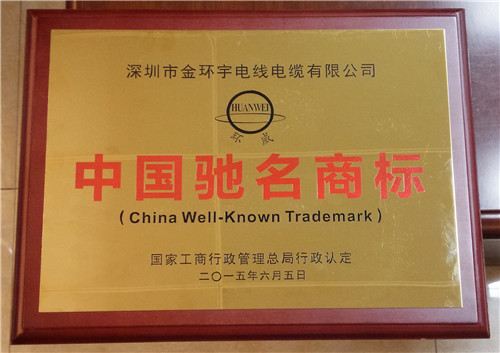 深圳市金环宇电线电缆有限公司
HUANWEI
环威
中国驰名商标
(China Well-Known Trademark)
国家工商行政管理总局行政认定
二〇一五年六月五日